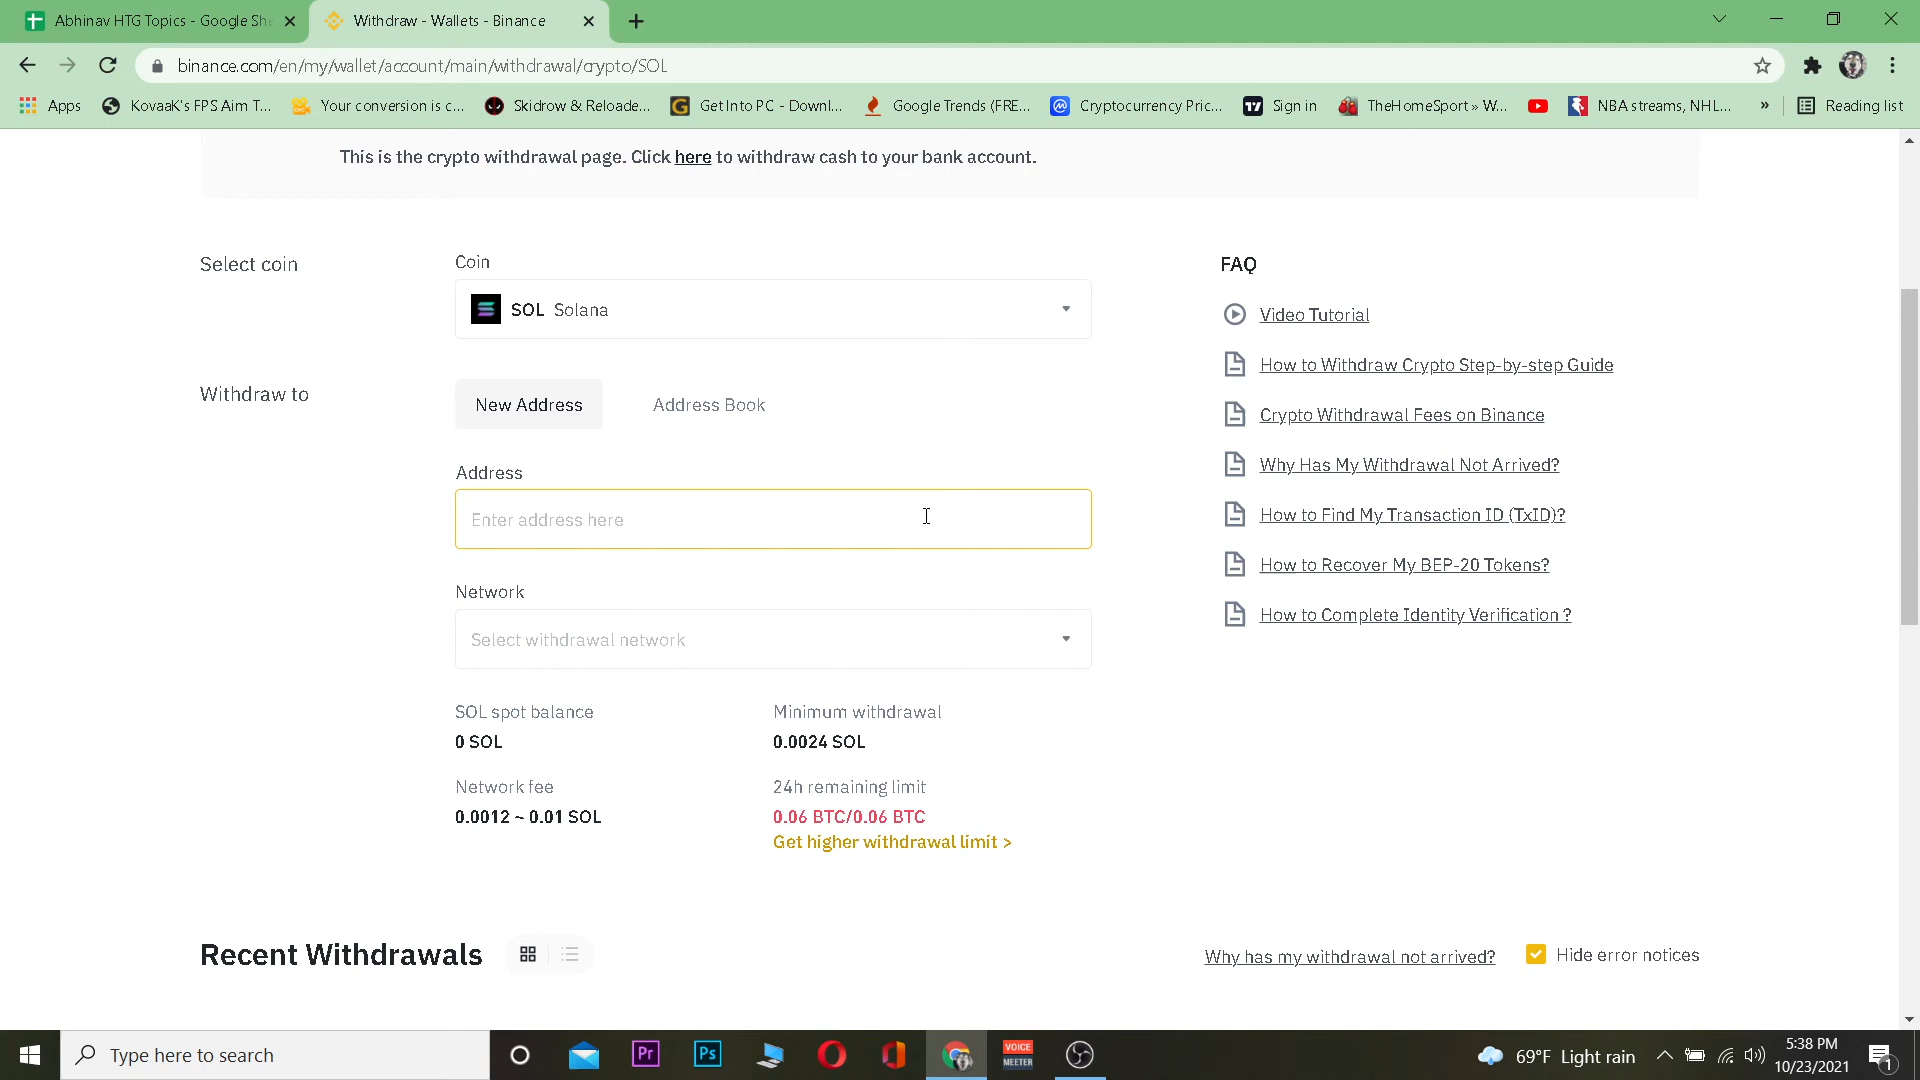 Abhinav HTG Topics - Google She
Withdraw - Wallets - Binance
binance.com/en/my/wallet/account/main/withdrawal/crypto/SOL
Apps
KovaaK's FPS Aim T...
Your conversion is c...
Skidrow & Reloade...
Get Into PC - Downl...
Google Trends (FRE...
Cryptocurrency Pric...
Sign in
TheHomeSport » W...
NBA streams, NHL...
»
Reading list
This is the crypto withdrawal page. Click here to withdraw cash to your bank account.
Select coin
Coin
SOL Solana
Withdraw to
New Address
Address Book
Address
Enter address here
Network
Select withdrawal network
SOL spot balance
0 SOL
Minimum withdrawal
0.0024 SOL
Network fee
0.0012 ~ 0.01 SOL
24h remaining limit
0.06 BTC/0.06 BTC
Get higher withdrawal limit >
FAQ
Video Tutorial
How to Withdraw Crypto Step-by-step Guide
Crypto Withdrawal Fees on Binance
Why Has My Withdrawal Not Arrived?
How to Find My Transaction ID (TxID)?
How to Recover My BEP-20 Tokens?
How to Complete Identity Verification ?
Recent Withdrawals
Why has my withdrawal not arrived?
Hide error notices
Type here to search
Pr
Ps
VOICE
MEETER
69°F Light rain
5:38 PM
10/23/2021
1